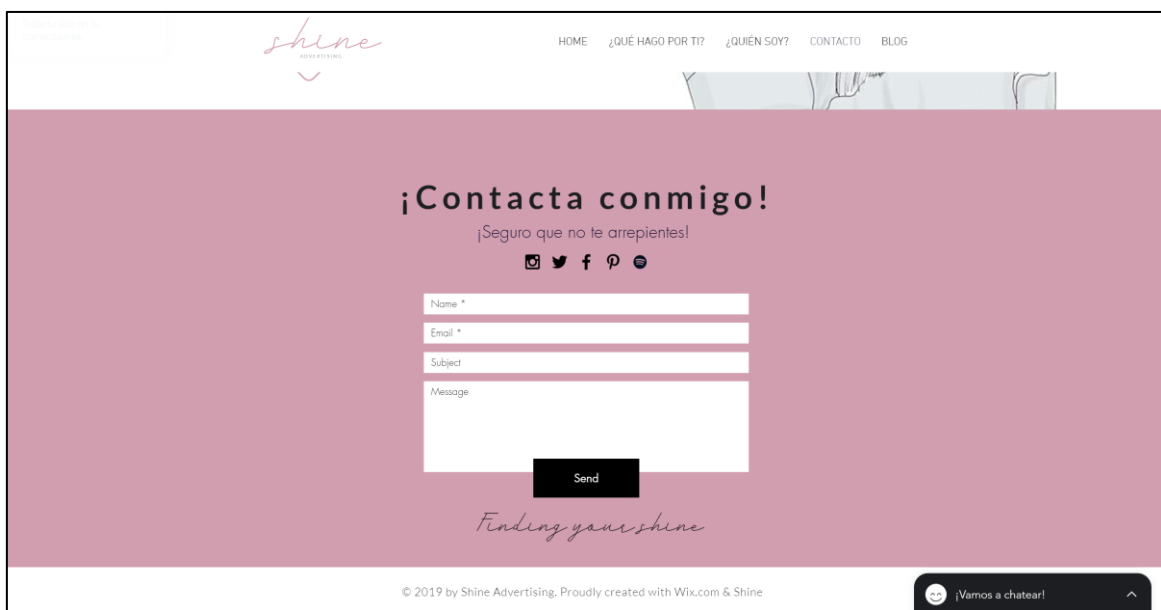 shine
ADVERTISING
HOME ¿QUÉ HAGO POR TI? ¿QUIÉN SOY? CONTACTO BLOG
¡Contacta conmigo!
¡Seguro que no te arrepientes!
Name *
Email *
Subject
Message
Send
Finding your shine
© 2019 by Shine Advertising. Proudly created with Wix.com & Shine
¡Vamos a chatear!